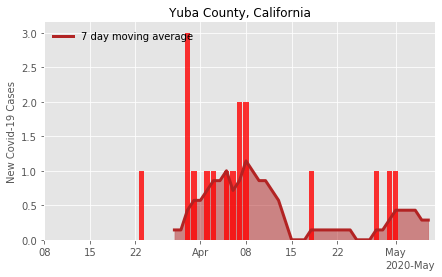 Yuba County, California
7 day moving average
New Covid-19 Cases
3.0
2.5
2.0
1.5
1.0
0.5
0.0
08 15 22 Apr 08 15 22 May
2020-May